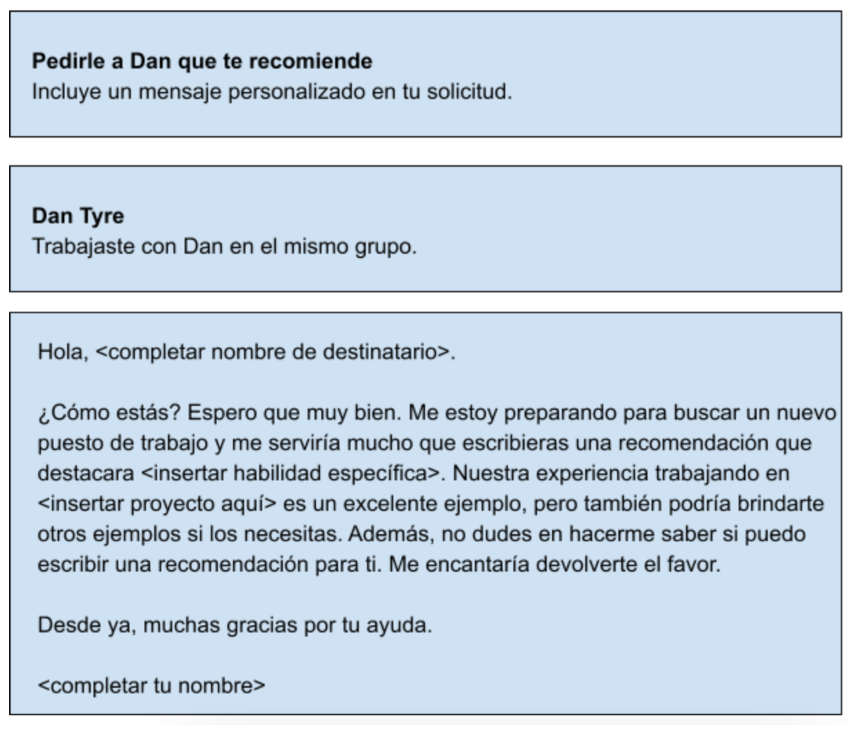 Pedirle a Dan que te recomiende
Incluye un mensaje personalizado en tu solicitud.
Dan Tyre
Trabajaste con Dan en el mismo grupo.
Hola, <completar nombre de destinatario>.
¿Cómo estás? Espero que muy bien. Me estoy preparando para buscar un nuevo
puesto de trabajo y me serviría mucho que escribieras una recomendación que
destacara <insertar habilidad específica>. Nuestra experiencia trabajando en
<insertar proyecto aquí> es un excelente ejemplo, pero también podría brindarte
otros ejemplos si los necesitas. Además, no dudes en hacerme saber si puedo
escribir una recomendación para ti. Me encantaría devolverte el favor.
Desde ya, muchas gracias por tu ayuda.
<completar tu nombre>